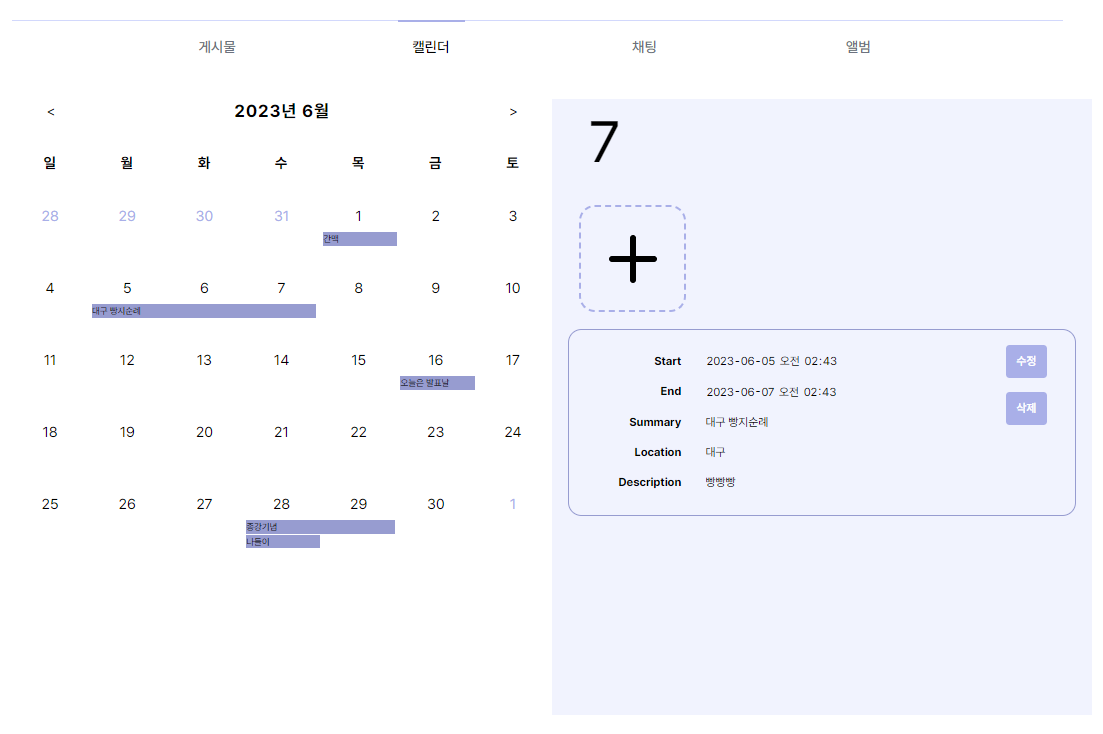 게시물 캘린더 채팅 앨범
< 2023년 6월 >
일 월 화 수 목 금 토
28 29 30 31 1 2 3
간맥
4 5 6 7 8 9 10
대구 빵지순례
11 12 13 14 15 16 17
오늘은 발표날
18 19 20 21 22 23 24
25 26 27 28 29 30 1
종강기념
나들이
7
Start 2023-06-05 오전 02:43
수정
End 2023-06-07 오전 02:43
삭제
Summary 대구 빵지순례
Location 대구
Description 빵빵빵